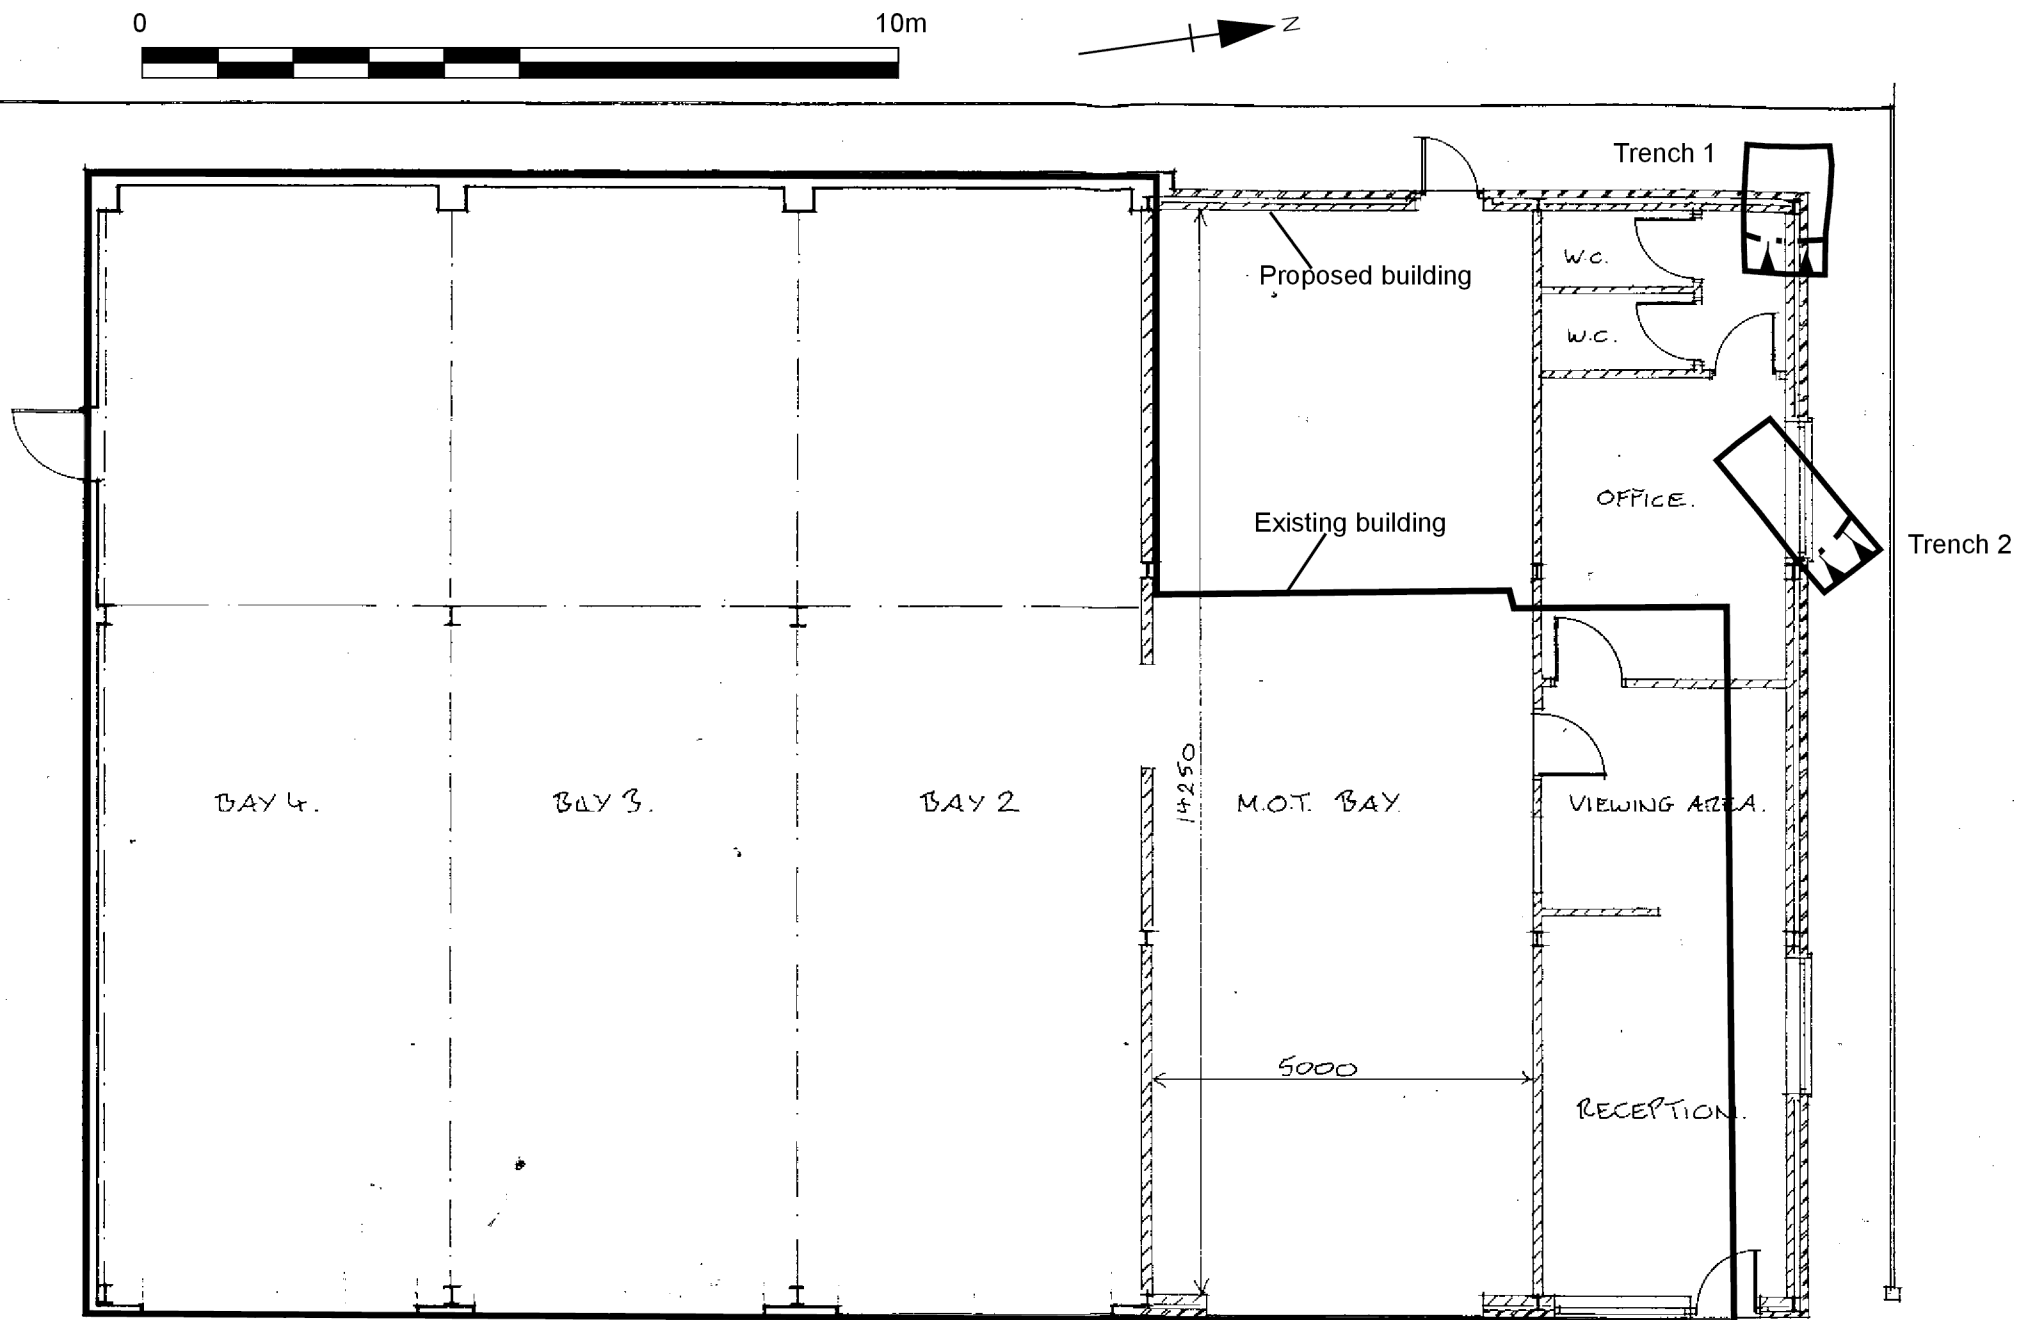 0 10m
Z
Trench 1
W.C.
Proposed building
W.C.
OFFICE.
Existing building
Trench 2
14250
BAY 4. BAY 3. BAY 2 M.O.T. BAY. VIEWING AREA.
5000
RECEPTION.